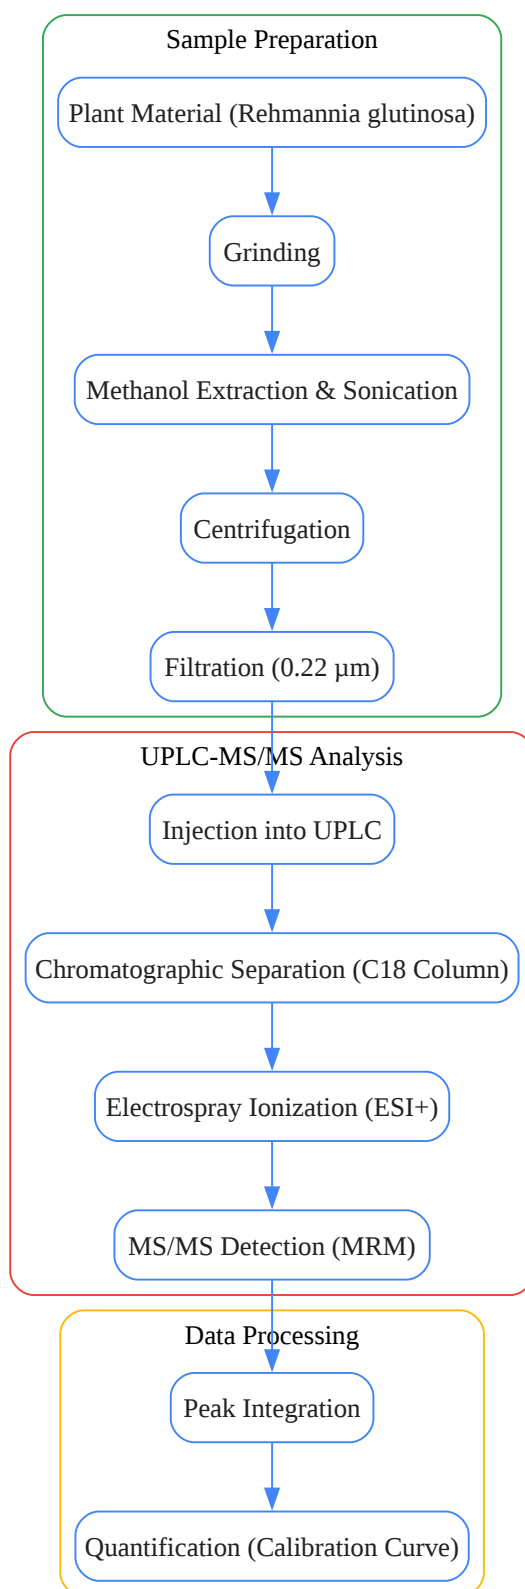 Sample Preparation
Plant Material (Rehmannia glutinosa)
Grinding
Methanol Extraction & Sonication
Centrifugation
Filtration (0.22 µm)
UPLC-MS/MS Analysis
Injection into UPLC
Chromatographic Separation (C18 Column)
Electrospray Ionization (ESI+)
MS/MS Detection (MRM)
Data Processing
Peak Integration
Quantification (Calibration Curve)